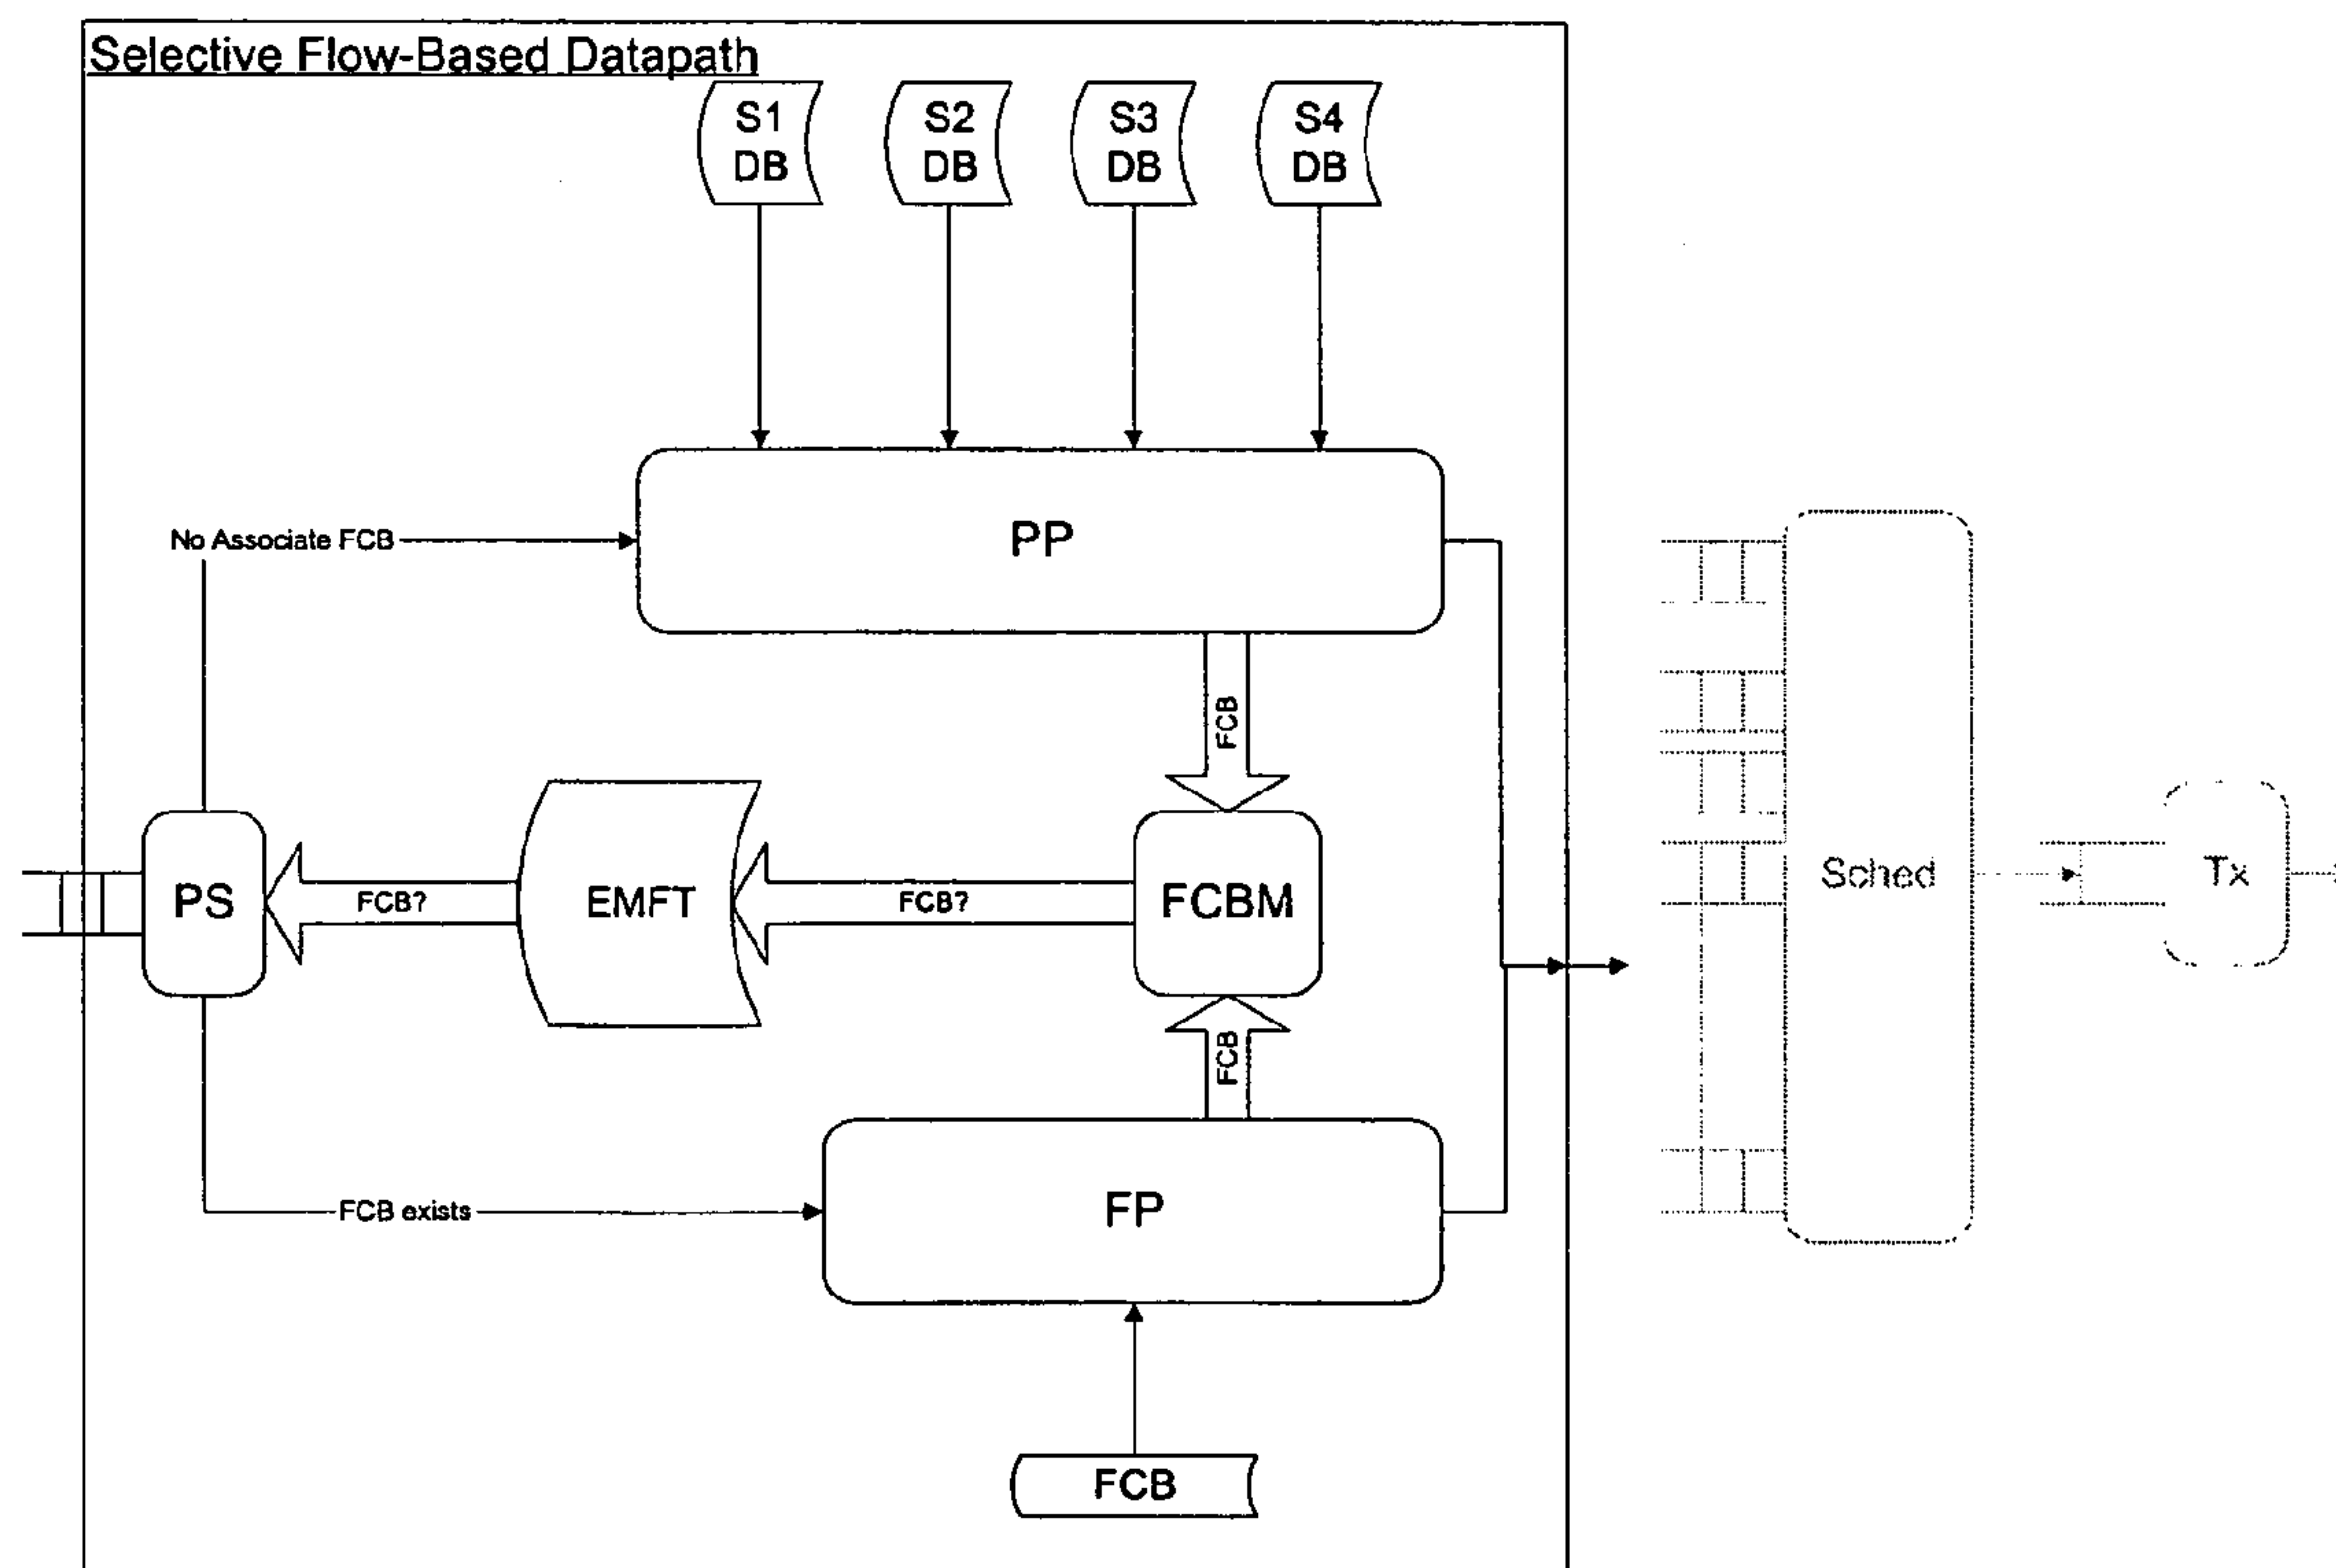 Selective Flow-Based Datapath
S1
DB
S2
DB
S3
DB
S4
DB
No Associate FCB
PP
FCB
PS
FCB?
EMFT
FCB?
FCBM
Sched
Tx
FCB
FCB exists
FP
FCB